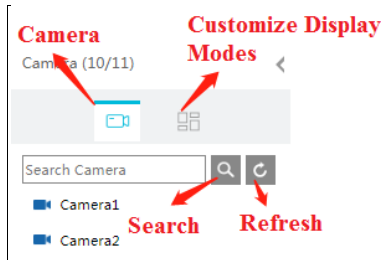 Camera
Customize Display
Modes
Camera (10/11)
Search Camera
Camera1
Search
Refresh
Camera2